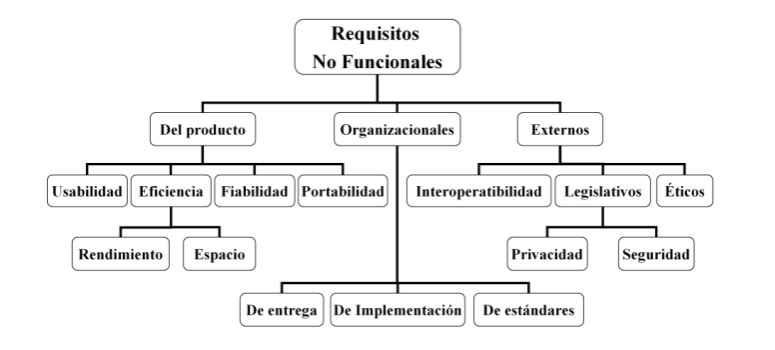 Requisitos
No Funcionales
Del producto
Organizacionales
Externos
Usabilidad
Eficiencia
Fiabilidad
Portabilidad
Interoperatibilidad
Legislativos
Éticos
Rendimiento
Espacio
Privacidad
Seguridad
De entrega
De Implementación
De estándares